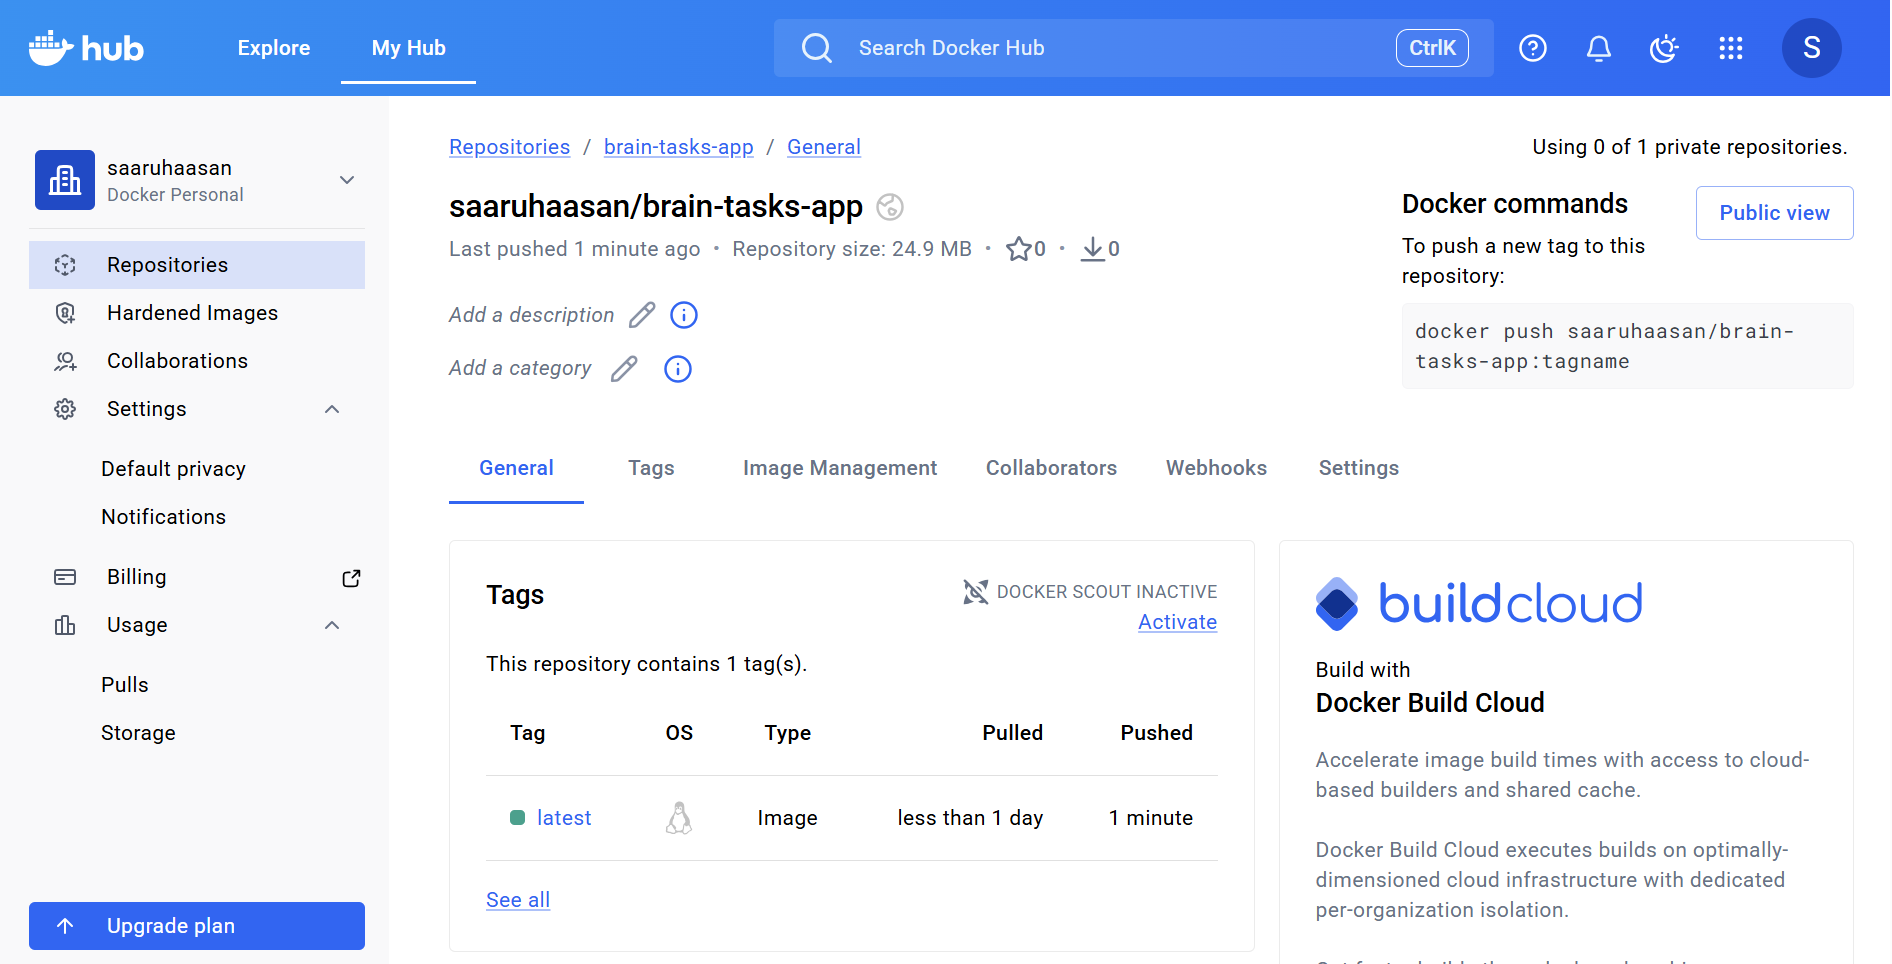 hub
Explore
My Hub
Search Docker Hub
CtrlK
S
saaruhaasan
Docker Personal
Repositories
Hardened Images
Collaborations
Settings
Default privacy
Notifications
Billing
Usage
Pulls
Storage
Upgrade plan
Repositories / brain-tasks-app / General
Using 0 of 1 private repositories.
saaruhaasan/brain-tasks-app
Last pushed 1 minute ago • Repository size: 24.9 MB • 0 • 0
Add a description
Add a category
Docker commands
Public view
To push a new tag to this
repository:
docker push saaruhaasan/brain-
tasks-app:tagname
General
Tags
Image Management
Collaborators
Webhooks
Settings
Tags
DOCKER SCOUT INACTIVE
Activate
This repository contains 1 tag(s).
Tag OS Type Pulled Pushed
latest Image less than 1 day 1 minute
See all
buildcloud
Build with
Docker Build Cloud
Accelerate image build times with access to cloud-
based builders and shared cache.
Docker Build Cloud executes builds on optimally-
dimensioned cloud infrastructure with dedicated
per-organization isolation.